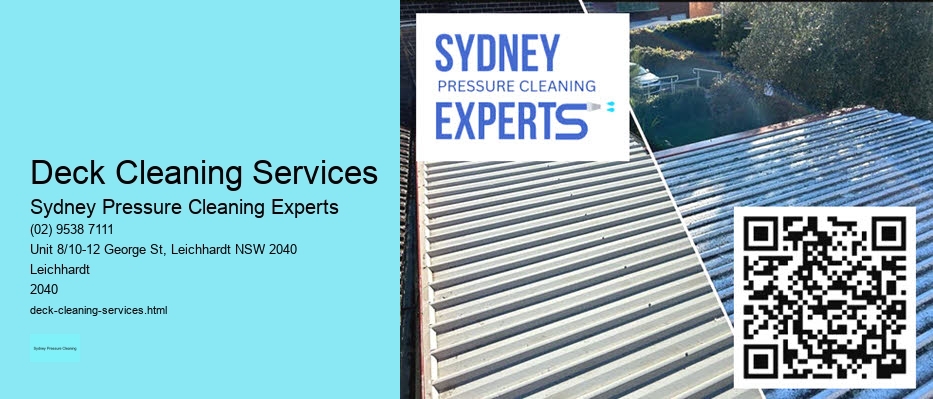 Deck Cleaning Services
Sydney Pressure Cleaning Experts
(02) 9538 7111
Unit 8/10-12 George St, Leichhardt NSW 2040
Leichhardt
2040
deck-cleaning-services.html
Sydney Pressure Cleaning
SYDNEY
PRESSURE CLEANING
EXPERTS